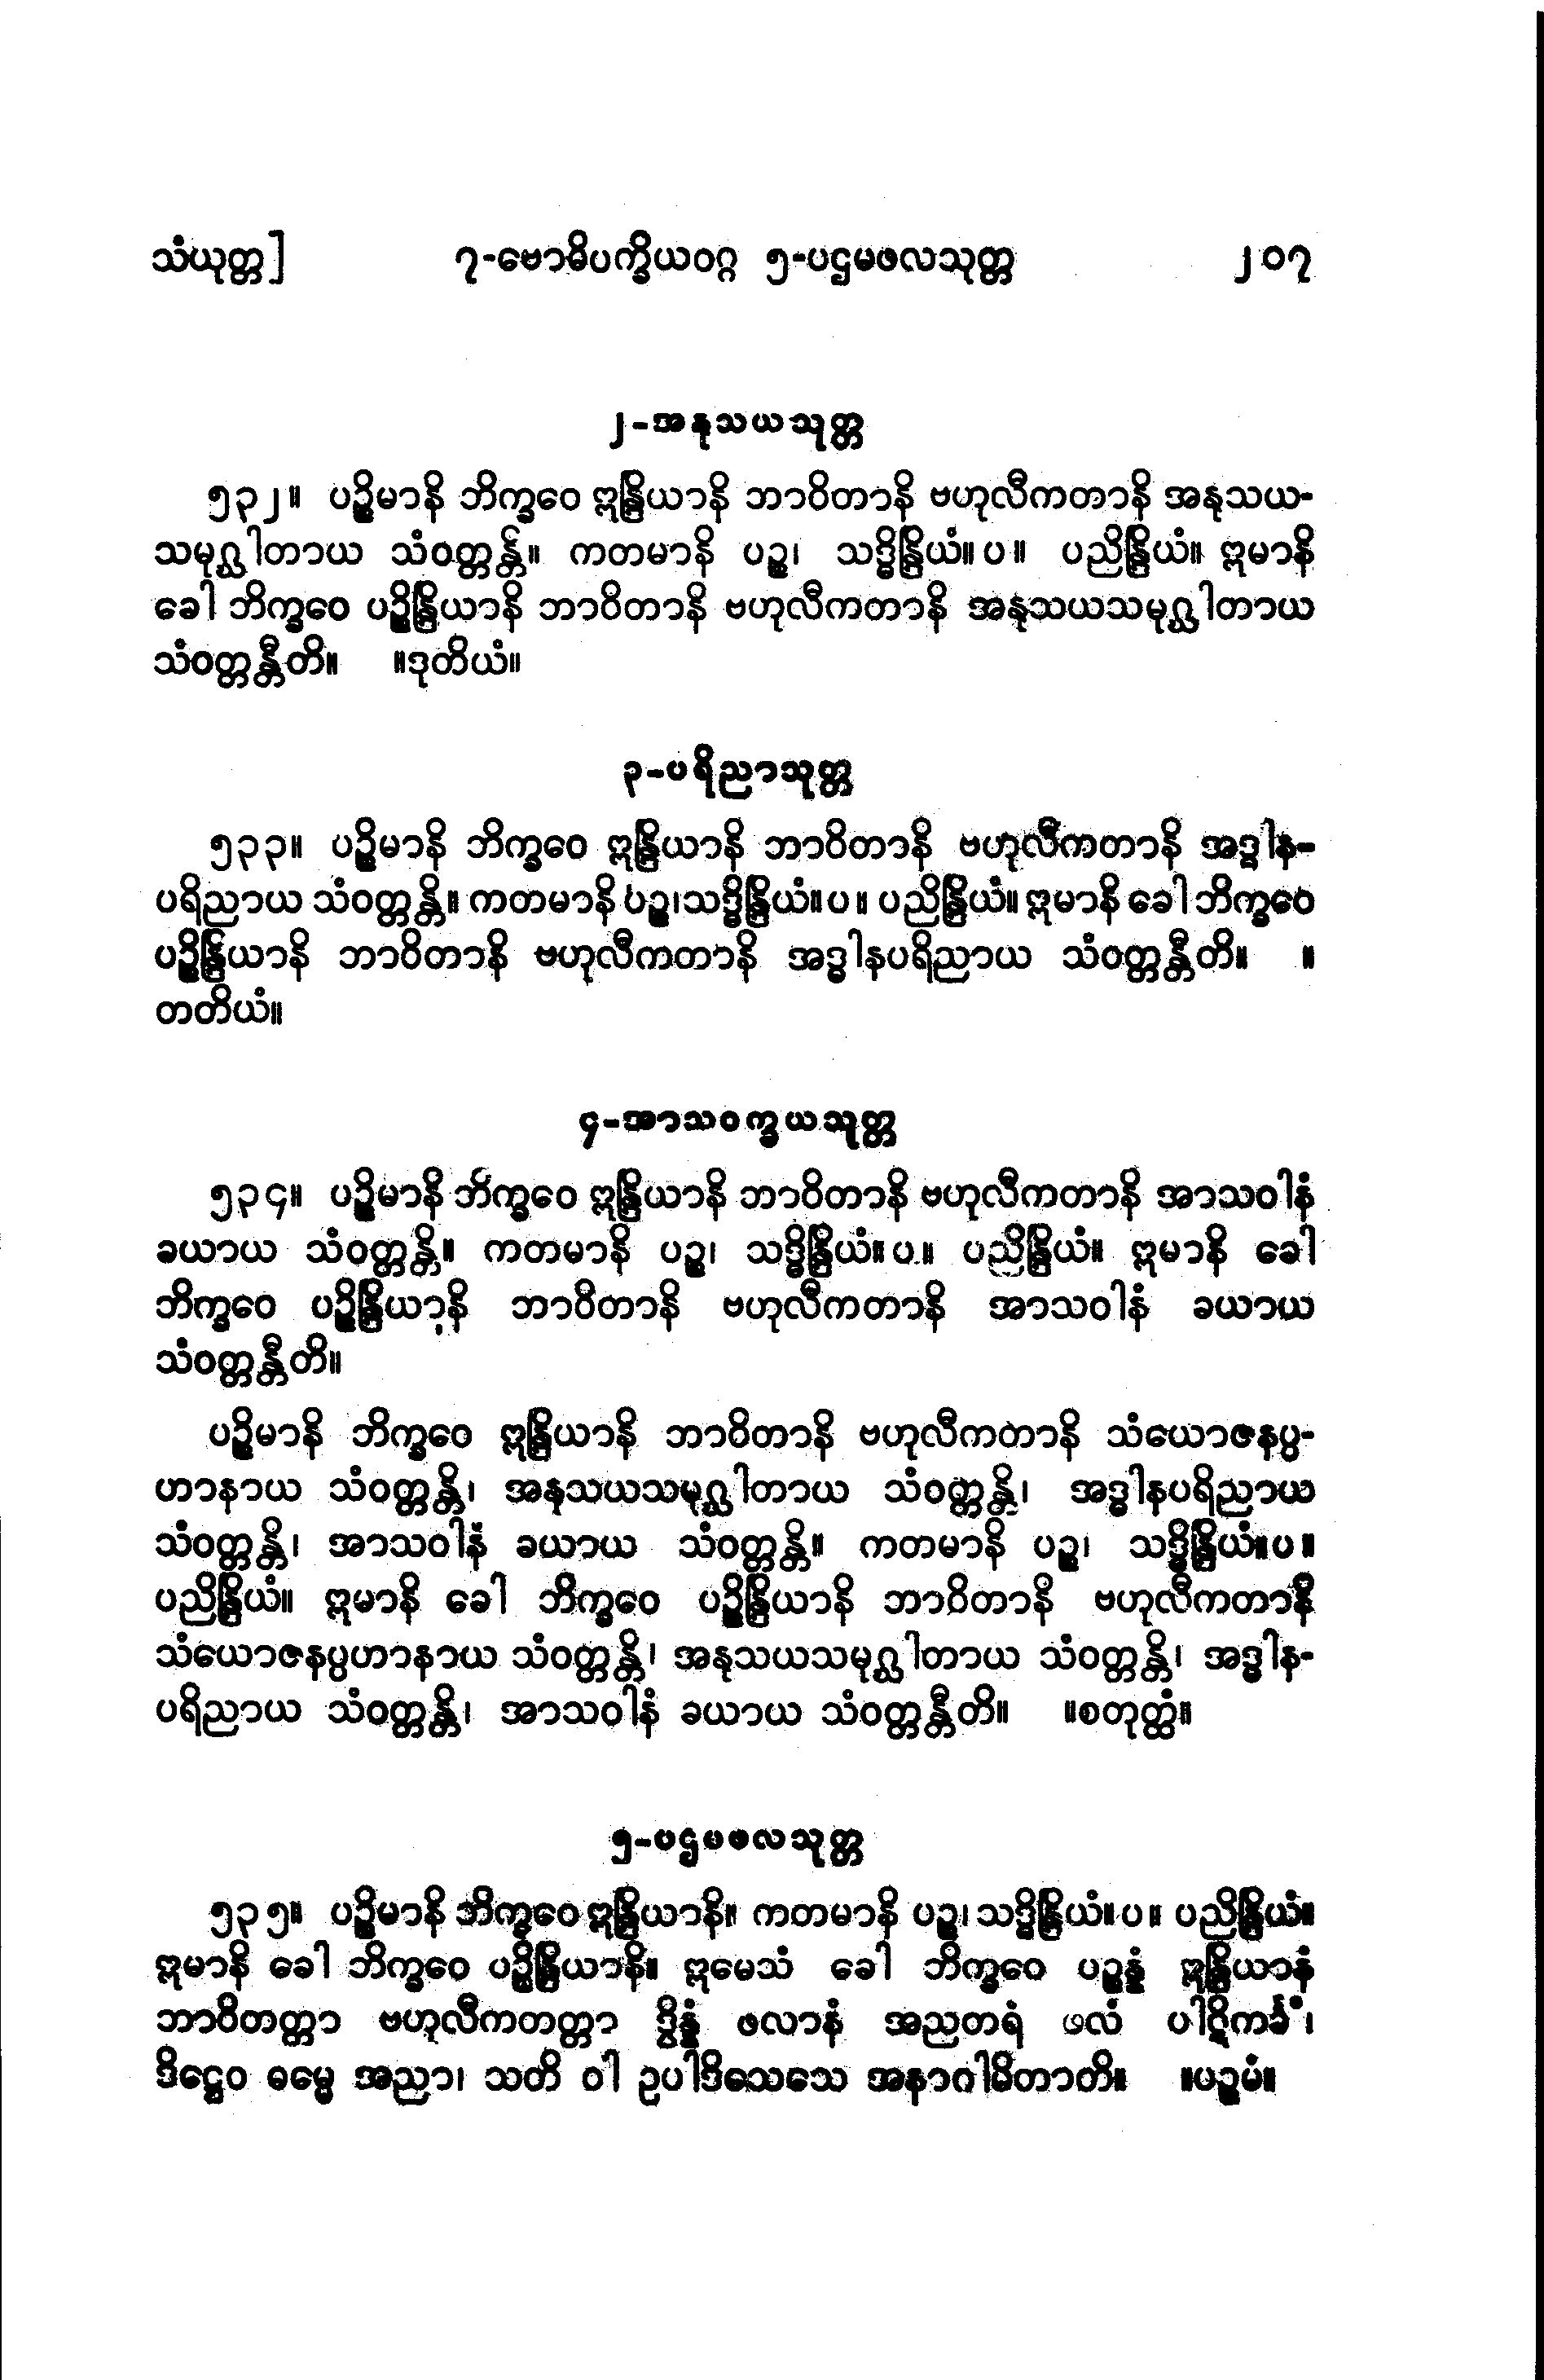 သံယုတ္တ] ၇-ဗောဓိပက္ခိယဝဂ္ဂ ၅-ပဌမဖလသုတ္တ ၂၀၇
၂-အနုသယသုတ္တ
၅၃၂။ ပဉ္စိမာနိ ဘိက္ခဝေ ဣန္ဒြိယာနိ ဘာဝိတာနိ ဗဟုလီကတာနိ အနုသယ-
သမုဂ္ဃါတာယ သံဝတ္တန္တိ။ ကတမာနိ ပဉ္စ၊ သဒ္ဓိန္ဒြိယံ။ပ။ ပညိန္ဒြိယံ။ ဣမာနိ
ခေါ ဘိက္ခဝေ ပဉ္စိန္ဒြိယာနိ ဘာဝိတာနိ ဗဟုလီကတာနိ အနုသယသမုဂ္ဃါတာယ
သံဝတ္တန္တီတိ။ ။ဒုတိယံ။
၃-ပရိညာသုတ္တ
၅၃၃။ ပဉ္စိမာနိ ဘိက္ခဝေ ဣန္ဒြိယာနိ ဘာဝိတာနိ ဗဟုလီကတာနိ အဒ္ဓါန-
ပရိညာယ သံဝတ္တန္တိ။ ကတမာနိ ပဉ္စ၊သဒ္ဓိန္ဒြိယံ။ပ။ ပညိန္ဒြိယံ။ ဣမာနိ ခေါ ဘိက္ခဝေ
ပဉ္စိန္ဒြိယာနိ ဘာဝိတာနိ ဗဟုလီကတာနိ အဒ္ဓါနပရိညာယ သံဝတ္တန္တီတိ။ ။
တတိယံ။
၄-အာသဝက္ခယသုတ္တ
၅၃၄။ ပဉ္စိမာနိ ဘိက္ခဝေ ဣန္ဒြိယာနိ ဘာဝိတာနိ ဗဟုလီကတာနိ အာသဝါနံ
ခယာယ သံဝတ္တန္တိ။ ကတမာနိ ပဉ္စ၊ သဒ္ဓိန္ဒြိယံ။ပ။ ပညိန္ဒြိယံ။ ဣမာနိ ခေါ
ဘိက္ခဝေ ပဉ္စိန္ဒြိယာနိ ဘာဝိတာနိ ဗဟုလီကတာနိ အာသဝါနံ ခယာယ
သံဝတ္တန္တီတိ။
ပဉ္စိမာနိ ဘိက္ခဝေ ဣန္ဒြိယာနိ ဘာဝိတာနိ ဗဟုလီကတာနိ သံယောဇနပ္ပ-
ဟာနာယ သံဝတ္တန္တိ၊ အနုသယသမုဂ္ဃါတာယ သံဝတ္တန္တိ၊ အဒ္ဓါနပရိညာယ
သံဝတ္တန္တိ၊ အာသဝါနံ ခယာယ သံဝတ္တန္တိ။ ကတမာနိ ပဉ္စ၊ သဒ္ဓိန္ဒြိယံ။ပ။
ပညိန္ဒြိယံ။ ဣမာနိ ခေါ ဘိက္ခဝေ ပဉ္စိန္ဒြိယာနိ ဘာဝိတာနိ ဗဟုလီကတာနိ
သံယောဇနပ္ပဟာနာယ သံဝတ္တန္တိ၊ အနုသယသမုဂ္ဃါတာယ သံဝတ္တန္တိ၊ အဒ္ဓါန-
ပရိညာယ သံဝတ္တန္တိ၊ အာသဝါနံ ခယာယ သံဝတ္တန္တီတိ။ ။စတုတ္ထံ။
၅-ပဌမဖလသုတ္တ
၅၃၅။ ပဉ္စိမာနိ ဘိက္ခဝေ ဣန္ဒြိယာနိ။ ကတမာနိ ပဉ္စ၊ သဒ္ဓိန္ဒြိယံ။ပ။ ပညိန္ဒြိယံ။
ဣမာနိ ခေါ ဘိက္ခဝေ ပဉ္စိန္ဒြိယာနိ။ ဣမေသံ ခေါ ဘိက္ခဝေ ပဉ္စန္နံ ဣန္ဒြိယာနံ
ဘာဝိတတ္တာ ဗဟုလီကတတ္တာ ဒွိန္နံ ဖလာနံ အညတရံ ဖလံ ပါဋိကင်္ခံ၊
ဒိဋ္ဌေဝ ဓမ္မေ အညာ၊ သတိ ဝါ ဥပါဒိသေသေ အနာဂါမိတာတိ။ ။ပဉ္စမံ။